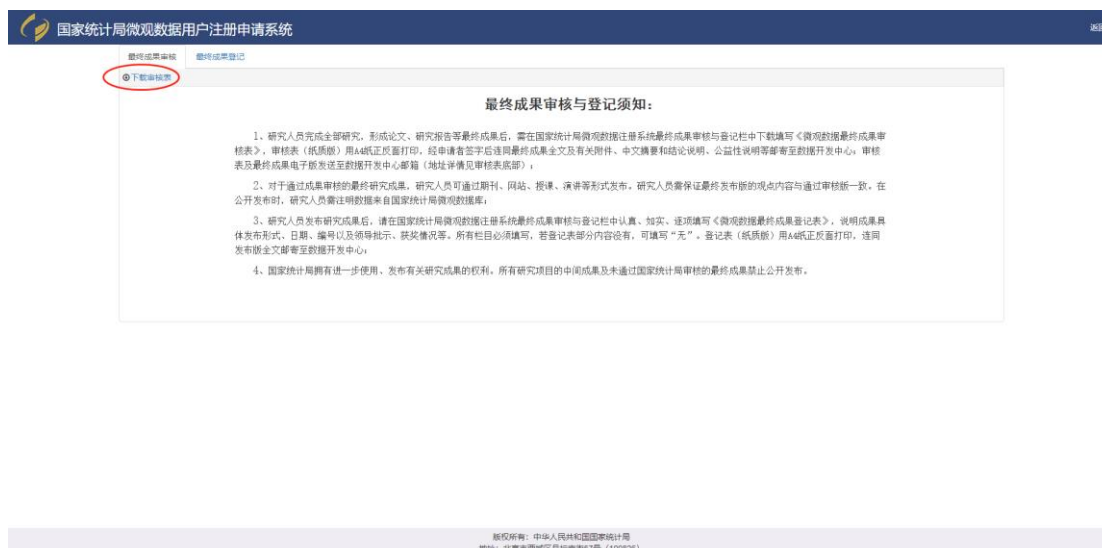 国家统计局微观数据用户注册申请系统
最终成果审核 最终成果登记
下载审核表
最终成果审核与登记须知：
1、研究人员完成全部研究，形成论文、研究报告等最终成果后，需在国家统计局微观数据注册系统最终成果审核与登记栏中下载填写《微观数据最终成果审
核表》，审核表（纸质版）用A4纸正反面打印，经申请者签字后连同最终成果全文及有关附件、中文摘要和结论说明、公益性说明等邮寄至数据开发中心。审核
表及最终成果电子版发送至数据开发中心邮箱（地址详情见审核表底部）；
2、对于通过成果审核的最终研究成果，研究人员可通过期刊、网站、授课、演讲等形式发布。研究人员需保证最终发布版的观点内容与通过审核版一致。在
公开发布时，研究人员需注明数据来自国家统计局微观数据库；
3、研究人员发布研究成果后，请在国家统计局微观数据注册系统最终成果审核与登记栏中认真、如实、逐项填写《微观数据最终成果登记表》，说明成果具
体发布形式、日期、编号以及领导批示、获奖情况等。所有栏目必须填写，若登记表部分内容没有，可填写“无”。登记表（纸质版）用A4纸正反面打印，连同
发布版全文邮寄至数据开发中心；
4、国家统计局拥有进一步使用、发布有关研究成果的权利。所有研究项目的中间成果及未通过国家统计局审核的最终成果禁止公开发布。
版权所有：中华人民共和国国家统计局